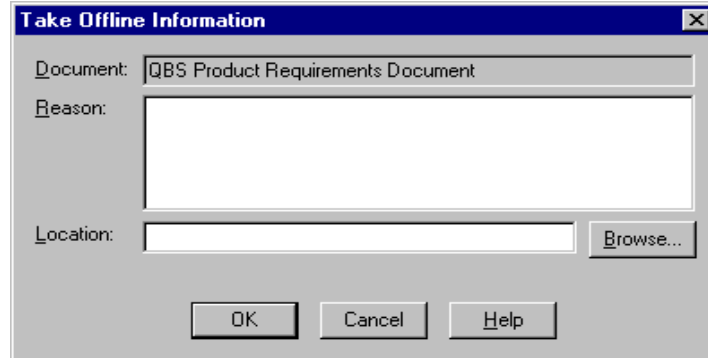 Take Offline Information
Document: QBS Product Requirements Document
Reason:
Location: Browse...
OK Cancel Help